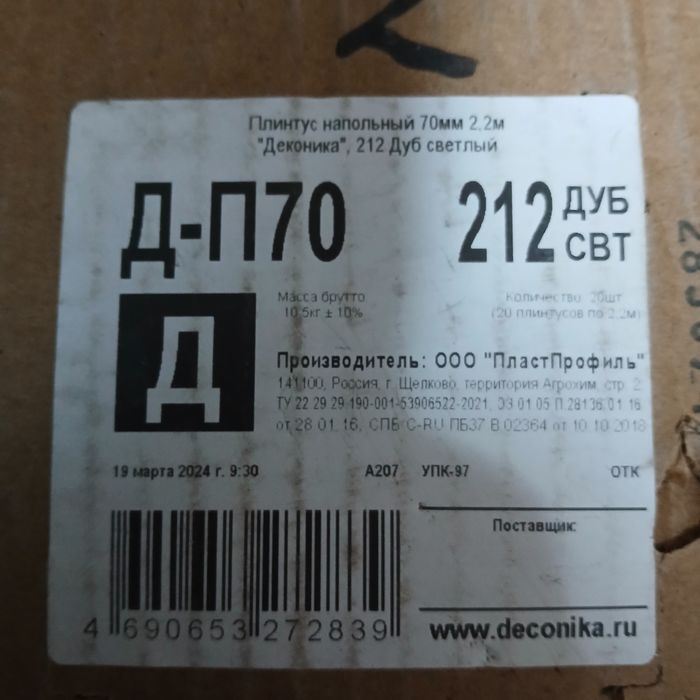 Плинтус напольный 70мм 2,2м
"Деконика", 212 Дуб светлый
Д-П70 212 ДУБ СВТ
Масса брутто
10,5кг ± 10%
Количество: 20шт
(20 плинтусов по 2,2м)
Д
Производитель: ООО "ПластПрофиль"
141100, Россия, г. Щелково, территория Агрохим, стр. 2
ТУ 22.29.29.190-001-53906522-2021, ЭЗ 01.05.П.28136.01.16
от 28.01.16, СПБ C-RU ПБ37.В.02364 от 10.10.2018
19 марта 2024 г. 9:30 А207 УПК-97 ОТК
Поставщик:
4 690653 272839
www.deconika.ru